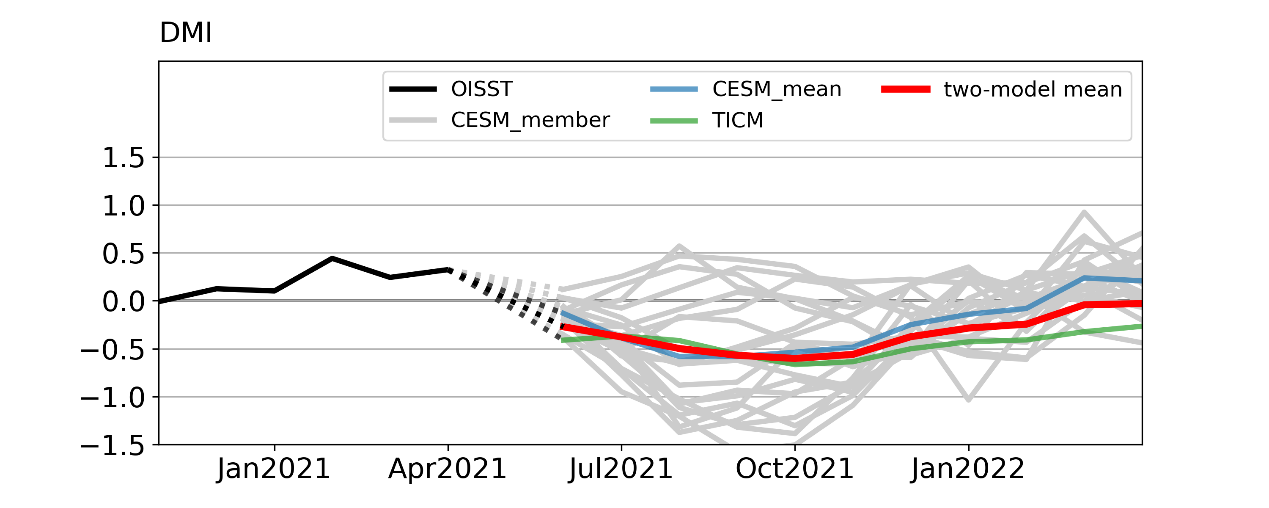 DMI
OISST
CESM_member
CESM_mean
TICM
two-model mean
1.5
1.0
0.5
0.0
−0.5
−1.0
−1.5
Jan2021 Apr2021 Jul2021 Oct2021 Jan2022